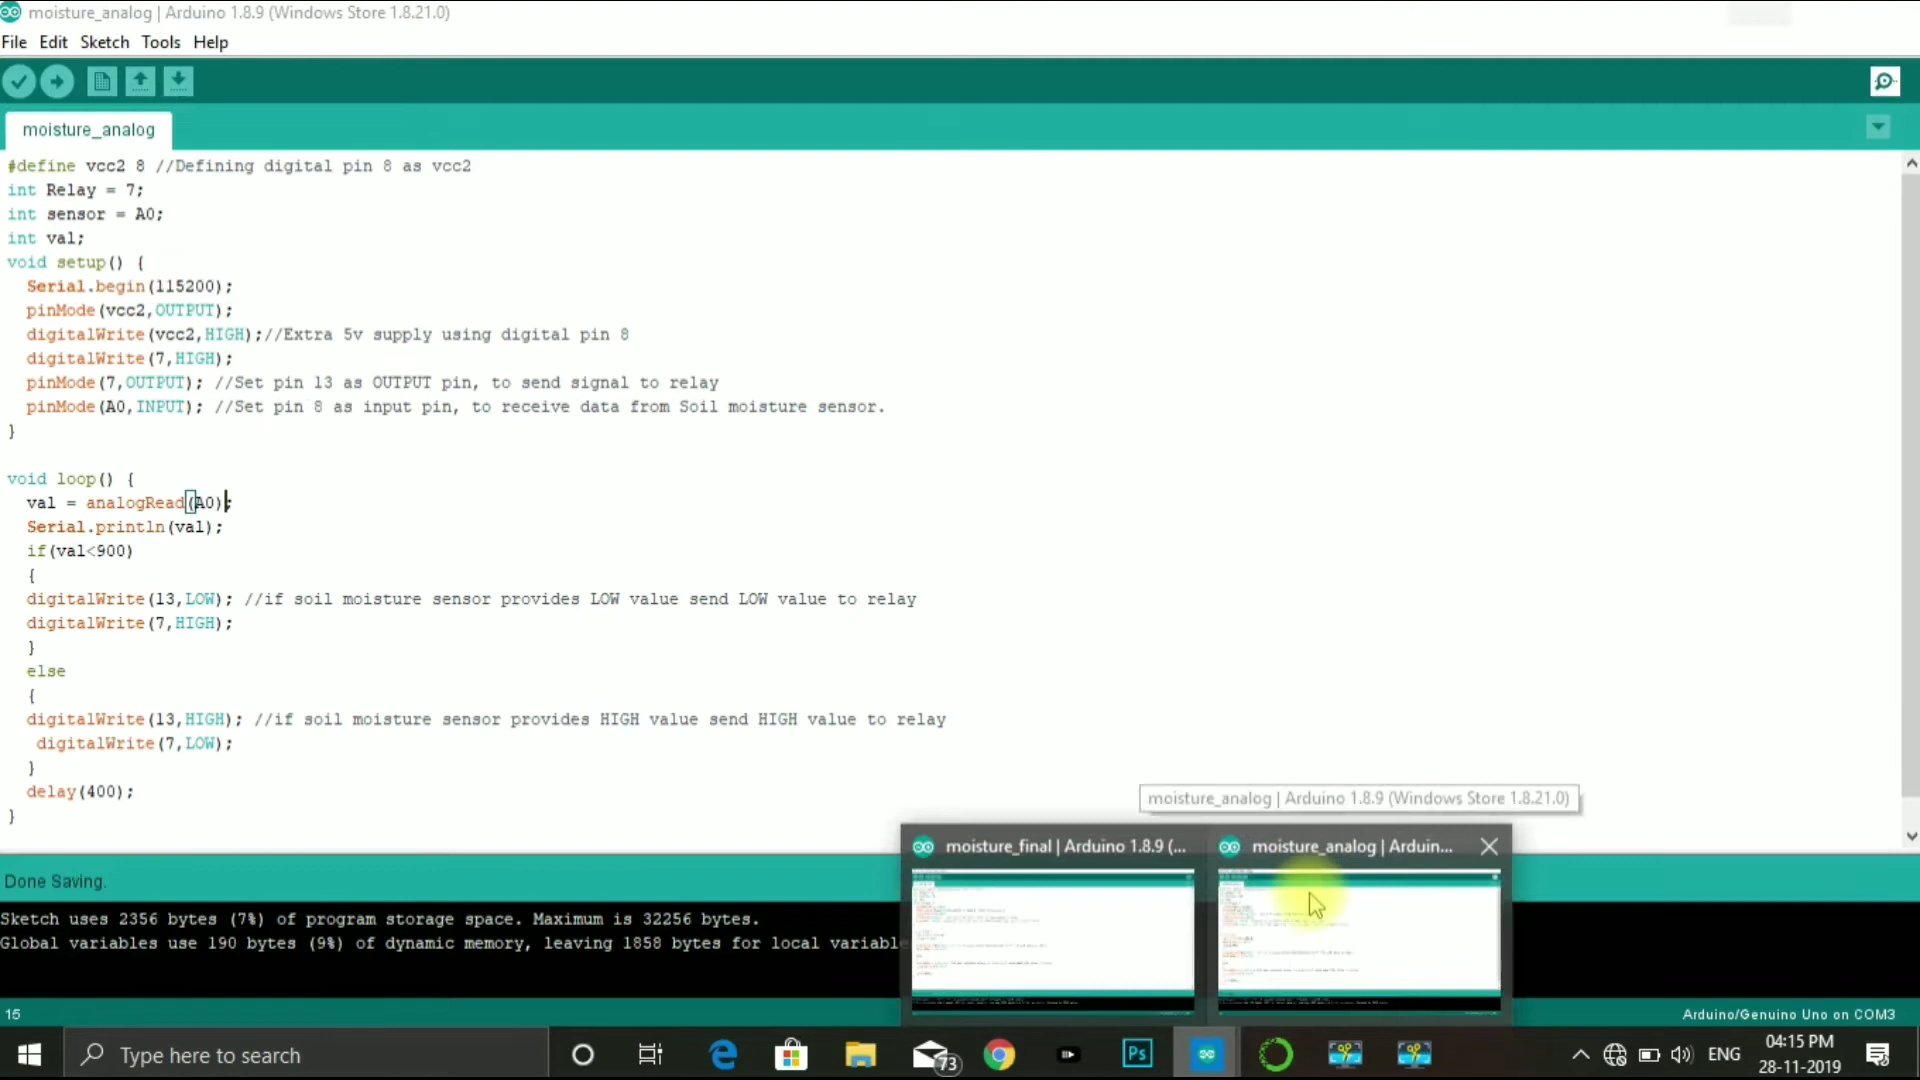 moisture_analog | Arduino 1.8.9 (Windows Store 1.8.21.0)
File Edit Sketch Tools Help
moisture_analog
#define vcc2 8 //Defining digital pin 8 as vcc2
int Relay = 7;
int sensor = A0;
int val;
void setup() {
Serial.begin(115200);
pinMode(vcc2,OUTPUT);
digitalWrite(vcc2,HIGH);//Extra 5v supply using digital pin 8
digitalWrite(7,HIGH);
pinMode(7,OUTPUT); //Set pin 13 as OUTPUT pin, to send signal to relay
pinMode(A0,INPUT); //Set pin 8 as input pin, to receive data from Soil moisture sensor.
}
void loop() {
val = analogRead(A0);
Serial.println(val);
if(val<900)
{
digitalWrite(13,LOW); //if soil moisture sensor provides LOW value send LOW value to relay
digitalWrite(7,HIGH);
}
else
{
digitalWrite(13,HIGH); //if soil moisture sensor provides HIGH value send HIGH value to relay
digitalWrite(7,LOW);
}
delay(400);
}
moisture_analog | Arduino 1.8.9 (Windows Store 1.8.21.0)
moisture_final | Arduino 1.8.9 (...
moisture_analog | Arduin...
Done Saving.
Sketch uses 2356 bytes (7%) of program storage space. Maximum is 32256 bytes.
Global variables use 190 bytes (9%) of dynamic memory, leaving 1858 bytes for local variable
15
Arduino/Genuino Uno on COM3
Type here to search
73
Ps
ENG
04:15 PM
28-11-2019